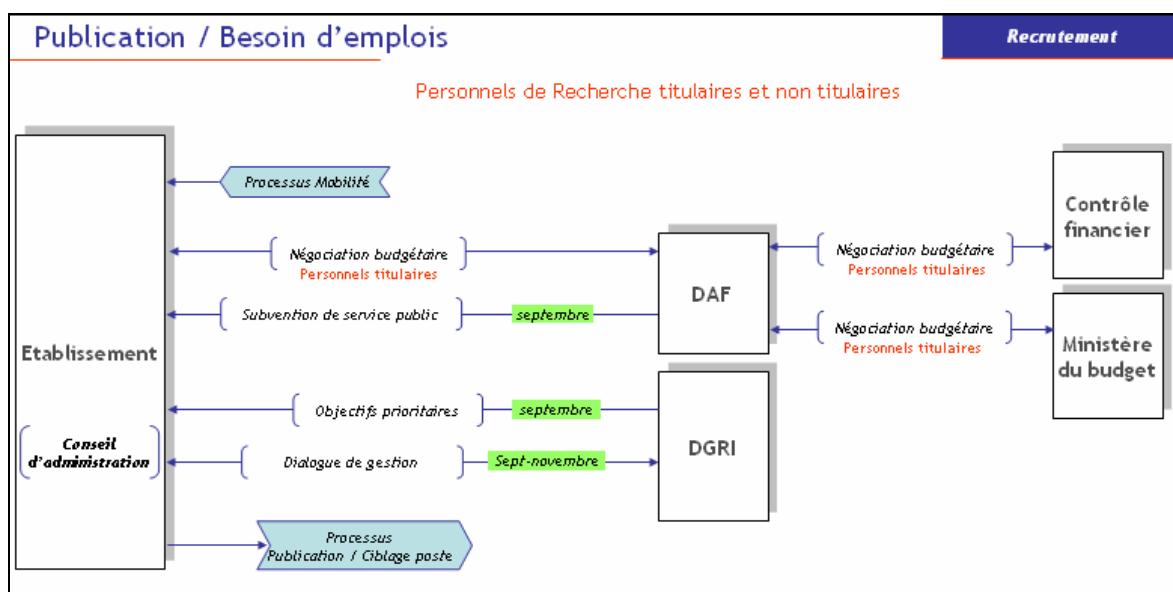 Publication / Besoin d'emplois
Recrutement
Personnels de Recherche titulaires et non titulaires
Processus Mobilité
Négociation budgétaire
Personnels titulaires
Subvention de service public
septembre
Etablissement
Objectifs prioritaires
septembre
Conseil
d'administration
Dialogue de gestion
Sept-novembre
Processus
Publication / Ciblage poste
DAF
DGRI
Négociation budgétaire
Personnels titulaires
Négociation budgétaire
Personnels titulaires
Contrôle
financier
Ministère
du budget